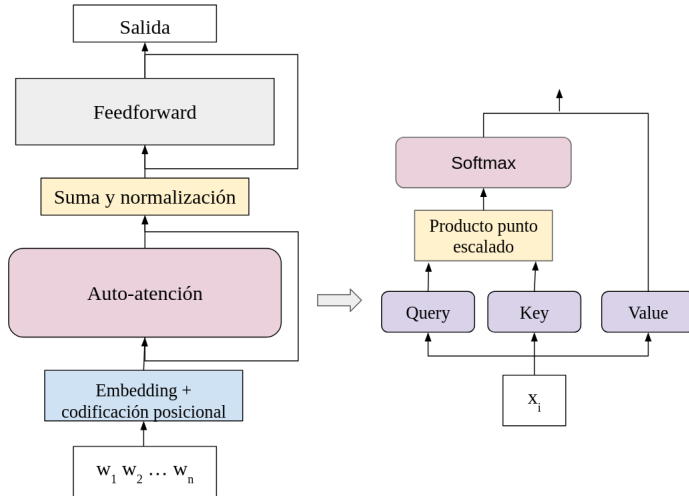 Salida
Feedforward
Suma y normalización
Auto-atención
Embedding +
codificación posicional
w₁ w₂ … wₙ
Softmax
Producto punto
escalado
Query
Key
Value
xᵢ